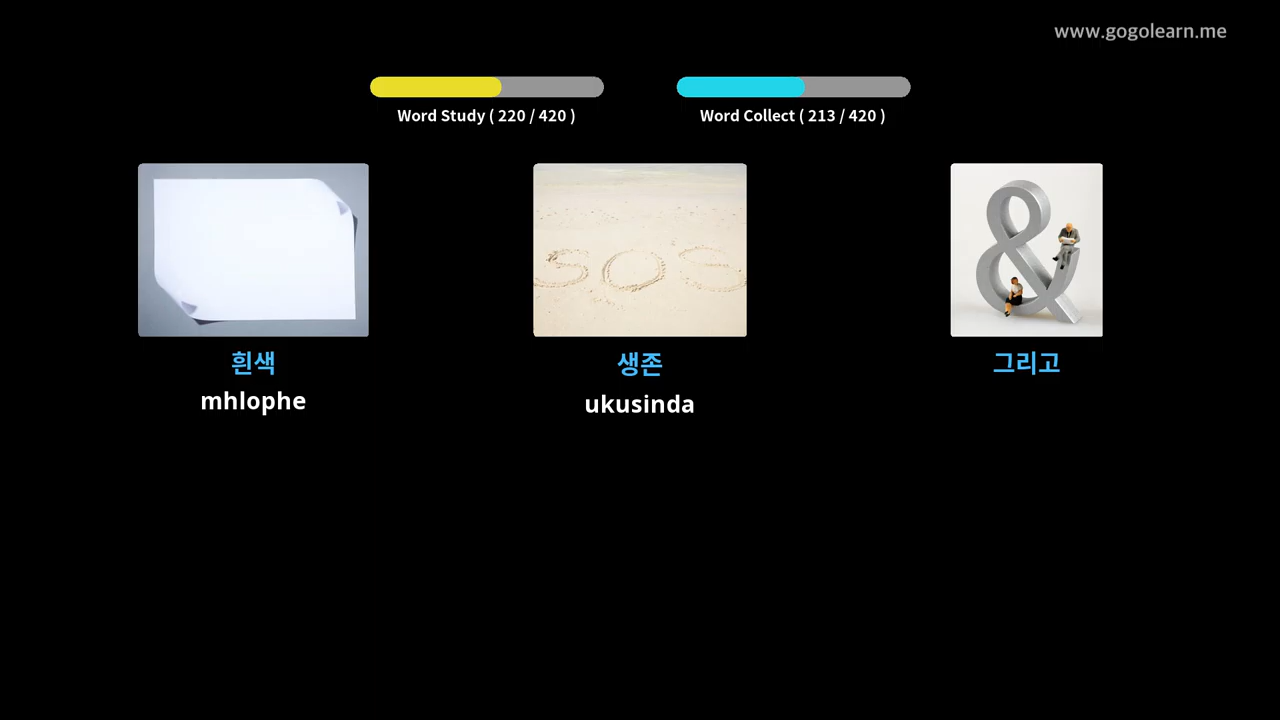 www.gogolearn.me
Word Study ( 220 / 420 )
Word Collect ( 213 / 420 )
SOS
&
흰색
생존
그리고
mhlophe
ukusinda